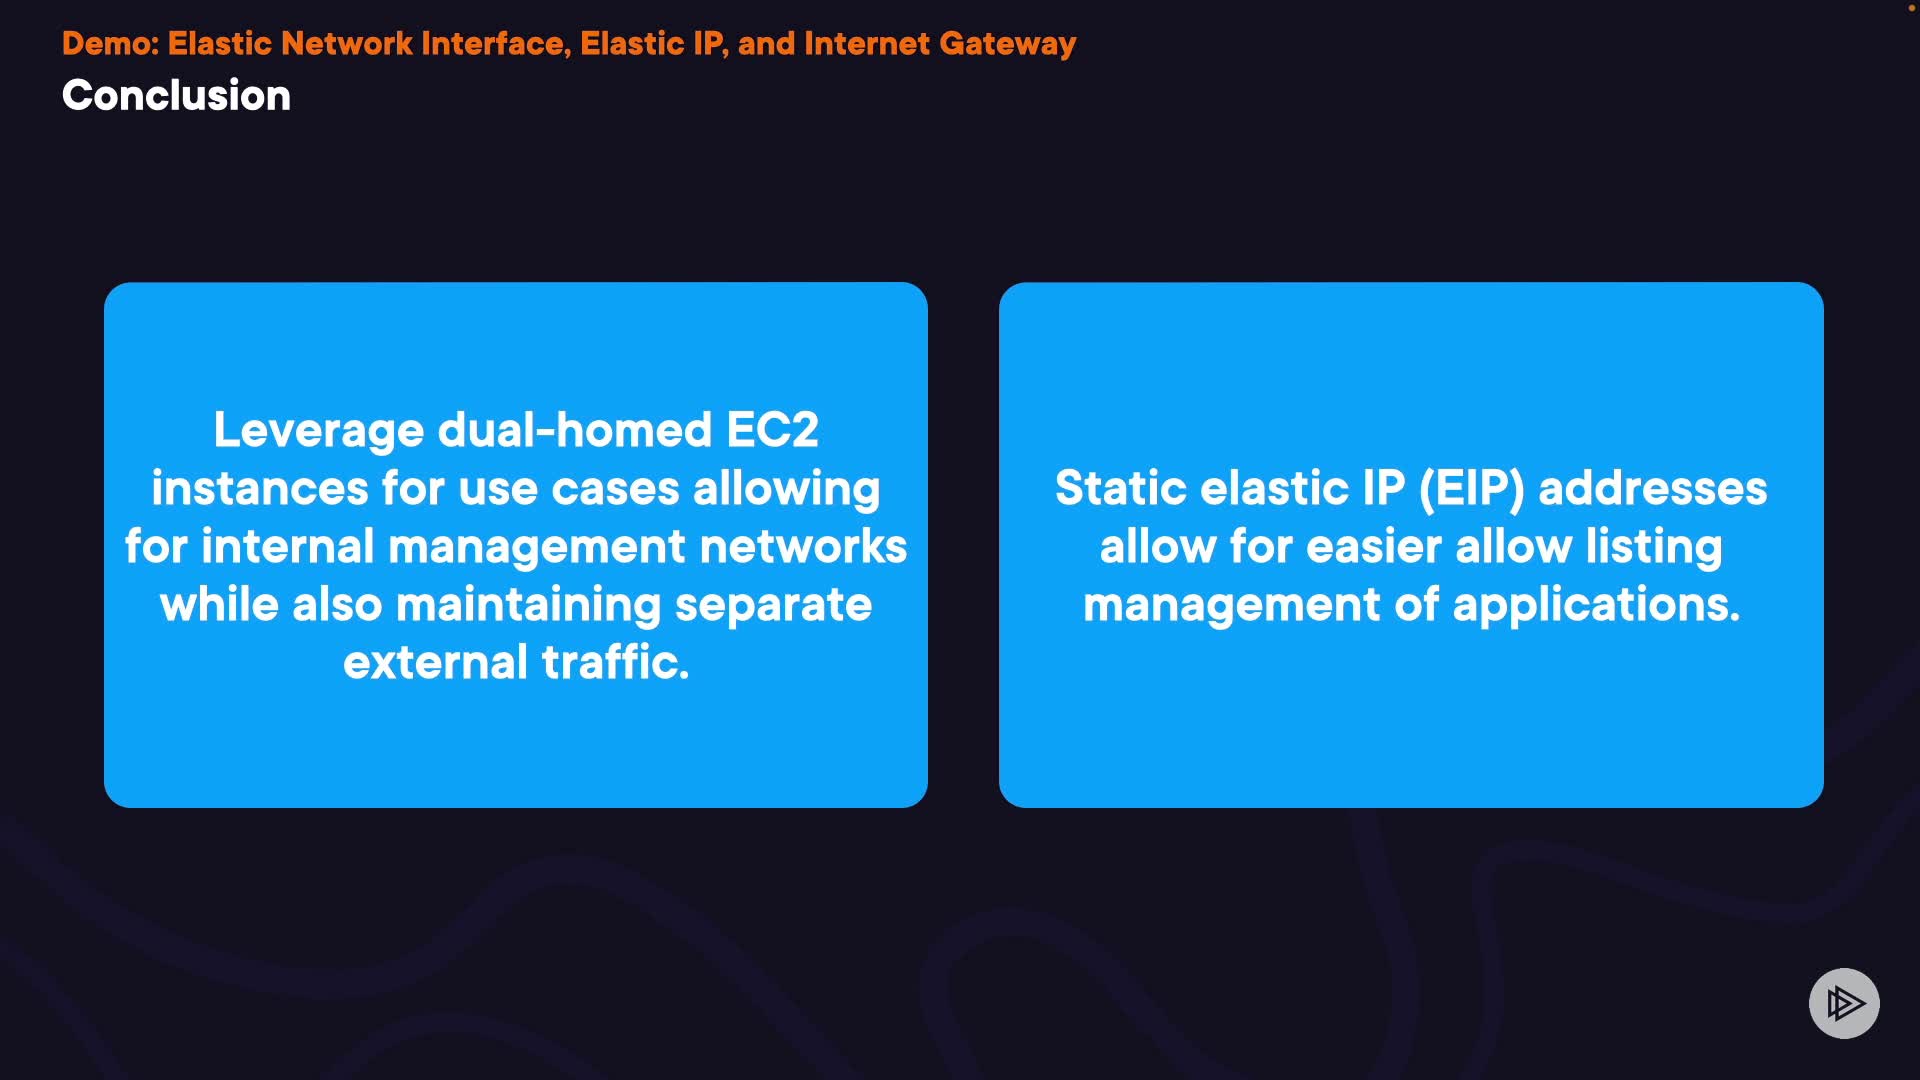 Demo: Elastic Network Interface, Elastic IP, and Internet Gateway
Conclusion
Leverage dual-homed EC2
instances for use cases allowing
for internal management networks
while also maintaining separate
external traffic.
Static elastic IP (EIP) addresses
allow for easier allow listing
management of applications.